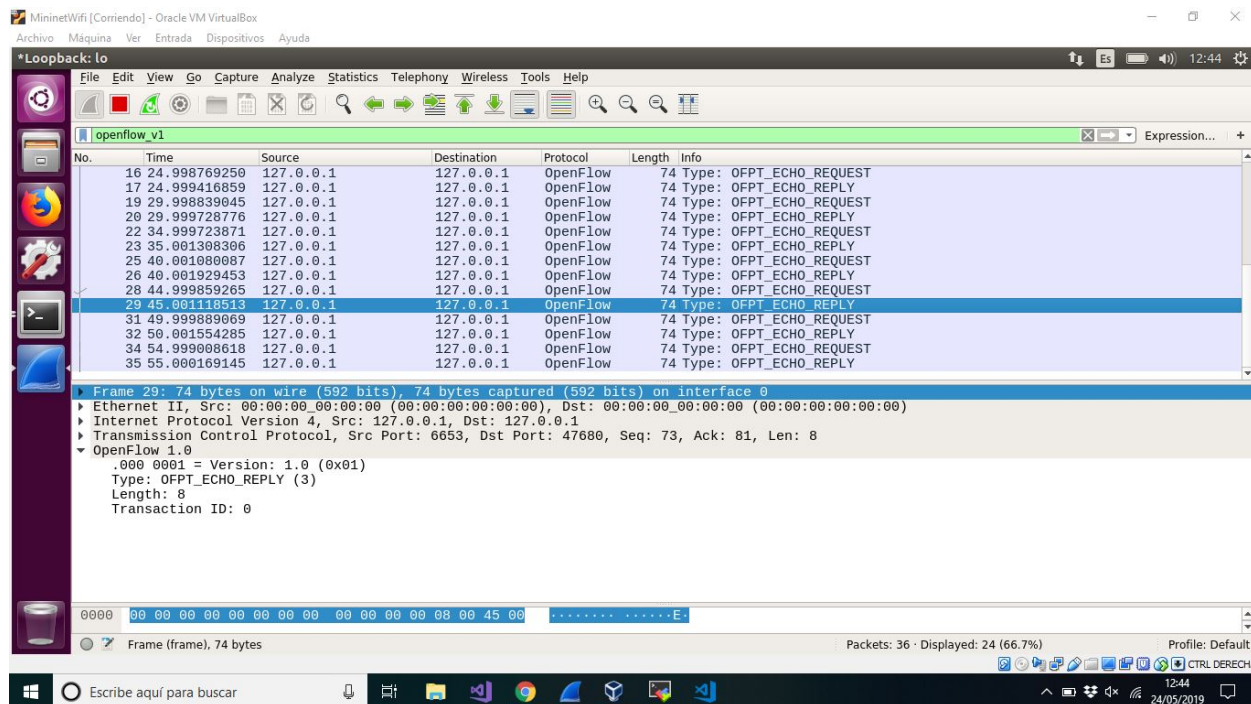 MininetWifi [Corriendo] - Oracle VM VirtualBox
Archivo Máquina Ver Entrada Dispositivos Ayuda
*Loopback: lo Es 12:44
File Edit View Go Capture Analyze Statistics Telephony Wireless Tools Help
openflow_v1 Expression... +
No. Time Source Destination Protocol Length Info
16 24.998769250 127.0.0.1 127.0.0.1 OpenFlow 74 Type: OFPT_ECHO_REQUEST
17 24.999416859 127.0.0.1 127.0.0.1 OpenFlow 74 Type: OFPT_ECHO_REPLY
19 29.998839045 127.0.0.1 127.0.0.1 OpenFlow 74 Type: OFPT_ECHO_REQUEST
20 29.999728776 127.0.0.1 127.0.0.1 OpenFlow 74 Type: OFPT_ECHO_REPLY
22 34.999723871 127.0.0.1 127.0.0.1 OpenFlow 74 Type: OFPT_ECHO_REQUEST
23 35.001308306 127.0.0.1 127.0.0.1 OpenFlow 74 Type: OFPT_ECHO_REPLY
25 40.001080087 127.0.0.1 127.0.0.1 OpenFlow 74 Type: OFPT_ECHO_REQUEST
26 40.001929453 127.0.0.1 127.0.0.1 OpenFlow 74 Type: OFPT_ECHO_REPLY
28 44.999859265 127.0.0.1 127.0.0.1 OpenFlow 74 Type: OFPT_ECHO_REQUEST
29 45.001118513 127.0.0.1 127.0.0.1 OpenFlow 74 Type: OFPT_ECHO_REPLY
31 49.999889069 127.0.0.1 127.0.0.1 OpenFlow 74 Type: OFPT_ECHO_REQUEST
32 50.001554285 127.0.0.1 127.0.0.1 OpenFlow 74 Type: OFPT_ECHO_REPLY
34 54.999008618 127.0.0.1 127.0.0.1 OpenFlow 74 Type: OFPT_ECHO_REQUEST
35 55.000169145 127.0.0.1 127.0.0.1 OpenFlow 74 Type: OFPT_ECHO_REPLY
Frame 29: 74 bytes on wire (592 bits), 74 bytes captured (592 bits) on interface 0
Ethernet II, Src: 00:00:00_00:00:00 (00:00:00:00:00:00), Dst: 00:00:00_00:00:00 (00:00:00:00:00:00)
Internet Protocol Version 4, Src: 127.0.0.1, Dst: 127.0.0.1
Transmission Control Protocol, Src Port: 6653, Dst Port: 47680, Seq: 73, Ack: 81, Len: 8
OpenFlow 1.0
.000 0001 = Version: 1.0 (0x01)
Type: OFPT_ECHO_REPLY (3)
Length: 8
Transaction ID: 0
0000 00 00 00 00 00 00 00 00 00 00 00 00 08 00 45 00 ········ ······E·
Frame (frame), 74 bytes Packets: 36 · Displayed: 24 (66.7%) Profile: Default
CTRL DERECH
Escribe aquí para buscar 12:44
24/05/2019